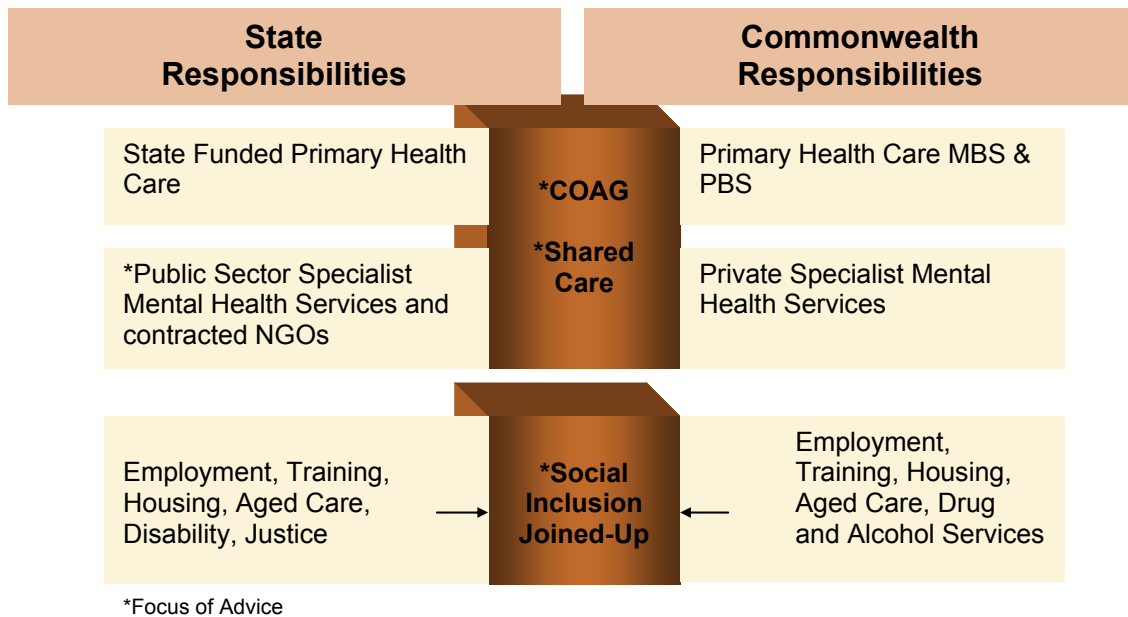 State
Responsibilities
Commonwealth
Responsibilities
State Funded Primary Health
Care
*COAG
*Shared
Care
Primary Health Care MBS &
PBS
*Public Sector Specialist
Mental Health Services and
contracted NGOs
Private Specialist Mental
Health Services
Employment, Training,
Housing, Aged Care,
Disability, Justice
*Social
Inclusion
Joined-Up
Employment,
Training, Housing,
Aged Care, Drug
and Alcohol Services
*Focus of Advice